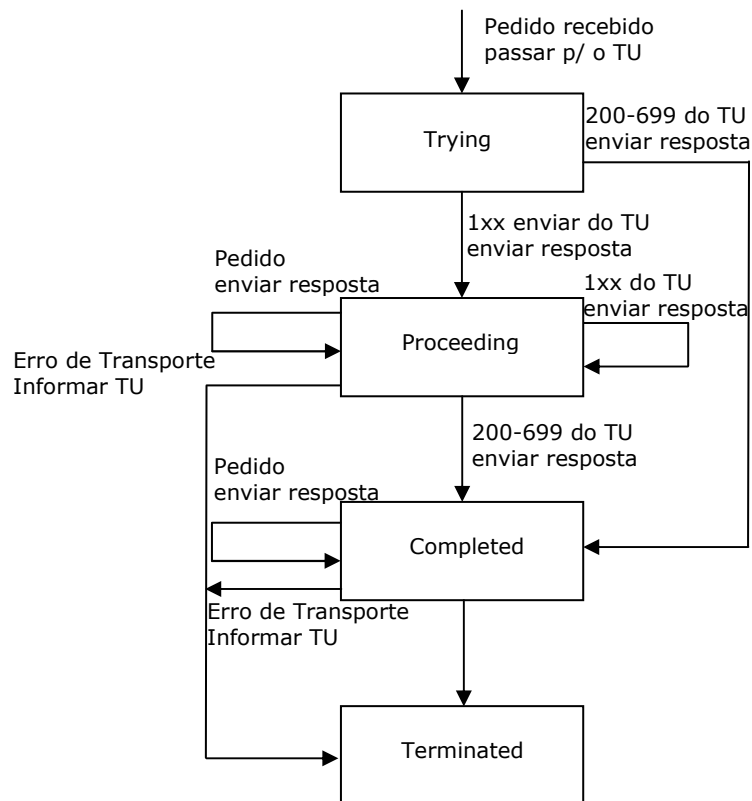 Pedido recebido
passar p/ o TU
200-699 do TU
enviar resposta
Trying
1xx enviar do TU
enviar resposta
Pedido
enviar resposta
1xx do TU
enviar resposta
Proceeding
Erro de Transporte
Informar TU
200-699 do TU
enviar resposta
Pedido
enviar resposta
Completed
Erro de Transporte
Informar TU
Terminated